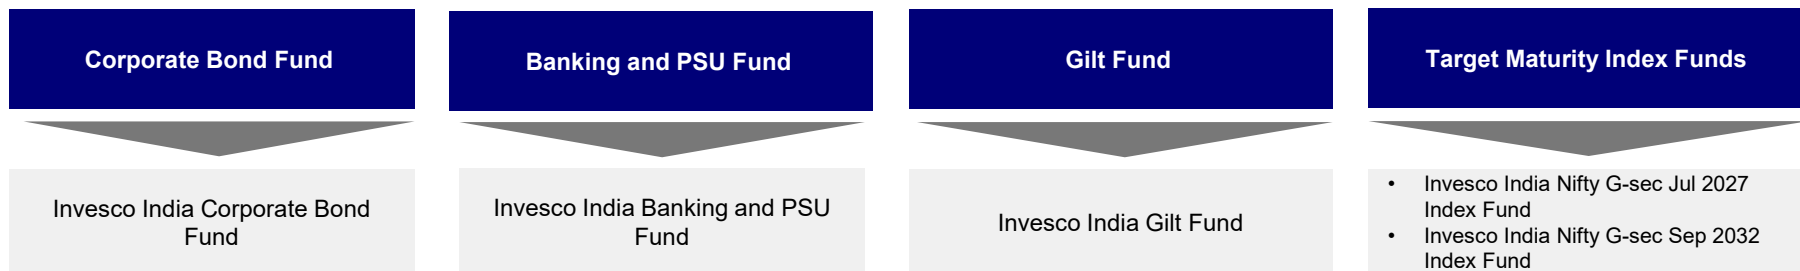 Corporate Bond Fund
Banking and PSU Fund
Gilt Fund
Target Maturity Index Funds
Invesco India Corporate Bond
Fund
Invesco India Banking and PSU
Fund
Invesco India Gilt Fund
• Invesco India Nifty G-sec Jul 2027
Index Fund
• Invesco India Nifty G-sec Sep 2032
Index Fund